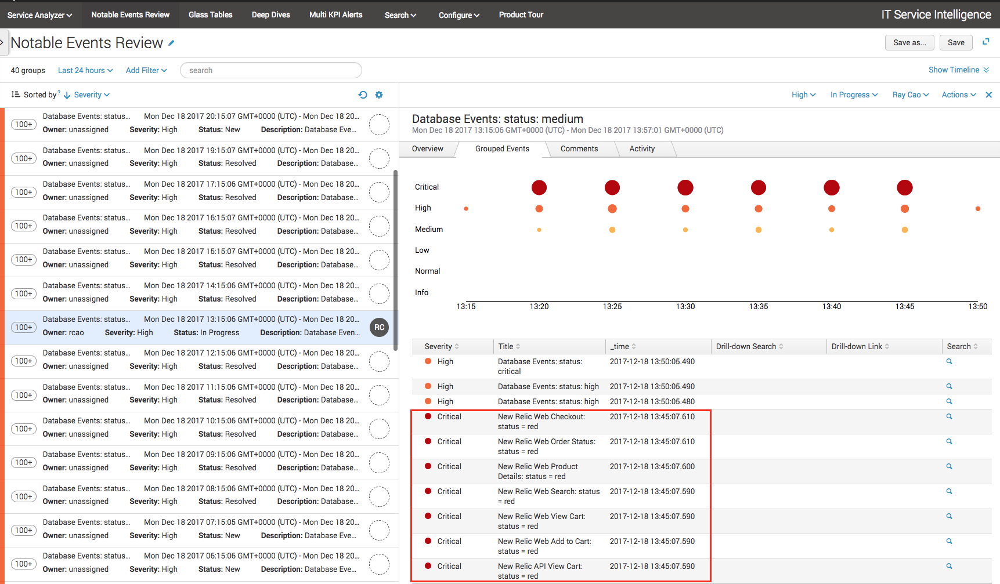 Service Analyzer Notable Events Review Glass Tables Deep Dives Multi KPI Alerts Search Configure Product Tour IT Service Intelligence
Notable Events Review Save as... Save
40 groups Last 24 hours Add Filter search Show Timeline
Sorted by ? Severity High In Progress Ray Cao Actions
100+ Database Events: status... Mon Dec 18 2017 20:15:07 GMT+0000 (UTC) - Mon Dec 18 20...
Owner: unassigned Severity: High Status: New Description: Database Eve...
100+ Database Events: status... Mon Dec 18 2017 19:15:07 GMT+0000 (UTC) - Mon Dec 18 20...
Owner: unassigned Severity: High Status: Resolved Description: Database...
100+ Database Events: status... Mon Dec 18 2017 17:15:06 GMT+0000 (UTC) - Mon Dec 18 20...
Owner: unassigned Severity: High Status: Resolved Description: Database...
100+ Database Events: status... Mon Dec 18 2017 16:15:07 GMT+0000 (UTC) - Mon Dec 18 20...
Owner: unassigned Severity: High Status: Resolved Description: Database...
100+ Database Events: status... Mon Dec 18 2017 15:15:07 GMT+0000 (UTC) - Mon Dec 18 20...
Owner: unassigned Severity: High Status: Resolved Description: Database...
100+ Database Events: status... Mon Dec 18 2017 14:15:06 GMT+0000 (UTC) - Mon Dec 18 20...
Owner: unassigned Severity: High Status: Resolved Description: Database...
100+ Database Events: status... Mon Dec 18 2017 13:15:06 GMT+0000 (UTC) - Mon Dec 18 20... RC
Owner: rcao Severity: High Status: In Progress Description: Database Even...
100+ Database Events: status... Mon Dec 18 2017 12:15:06 GMT+0000 (UTC) - Mon Dec 18 20...
Owner: unassigned Severity: High Status: Resolved Description: Database...
100+ Database Events: status... Mon Dec 18 2017 11:15:06 GMT+0000 (UTC) - Mon Dec 18 20...
Owner: unassigned Severity: High Status: Resolved Description: Database...
100+ Database Events: status... Mon Dec 18 2017 10:15:06 GMT+0000 (UTC) - Mon Dec 18 20...
Owner: unassigned Severity: High Status: Resolved Description: Database...
100+ Database Events: status... Mon Dec 18 2017 09:15:06 GMT+0000 (UTC) - Mon Dec 18 20...
Owner: unassigned Severity: High Status: Resolved Description: Database...
100+ Database Events: status... Mon Dec 18 2017 08:15:06 GMT+0000 (UTC) - Mon Dec 18 20...
Owner: unassigned Severity: High Status: Resolved Description: Database...
100+ Database Events: status... Mon Dec 18 2017 07:15:05 GMT+0000 (UTC) - Mon Dec 18 20...
Owner: unassigned Severity: High Status: New Description: Database Eve...
100+ Database Events: status... Mon Dec 18 2017 06:15:06 GMT+0000 (UTC) - Mon Dec 18 20...
Owner: unassigned Severity: High Status: New Description: Database Eve...
Database Events: status: medium
Mon Dec 18 2017 13:15:06 GMT+0000 (UTC) - Mon Dec 18 2017 13:57:01 GMT+0000 (UTC)
Overview Grouped Events Comments Activity
Critical
High
Medium
Low
Normal
Info
13:15 13:20 13:25 13:30 13:35 13:40 13:45 13:50
Severity Title _time Drill-down Search Drill-down Link Search
High Database Events: status: 2017-12-18 13:50:05.490
critical
High Database Events: status: high 2017-12-18 13:50:05.490
High Database Events: status: high 2017-12-18 13:50:05.480
Critical New Relic Web Checkout: 2017-12-18 13:45:07.610
status = red
Critical New Relic Web Order Status: 2017-12-18 13:45:07.610
status = red
Critical New Relic Web Product 2017-12-18 13:45:07.600
Details: status = red
Critical New Relic Web Search: status 2017-12-18 13:45:07.590
= red
Critical New Relic Web View Cart: 2017-12-18 13:45:07.590
status = red
Critical New Relic Web Add to Cart: 2017-12-18 13:45:07.590
status = red
Critical New Relic API View Cart: 2017-12-18 13:45:07.590
status = red